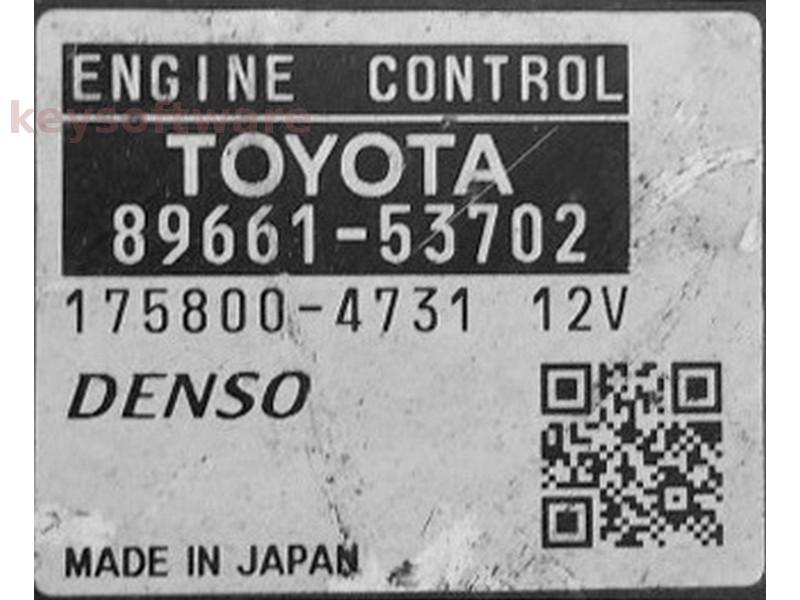 ENGINE CONTROL
keysoftware
TOYOTA
89661-53702
175800-4731 12V
DENSO
MADE IN JAPAN